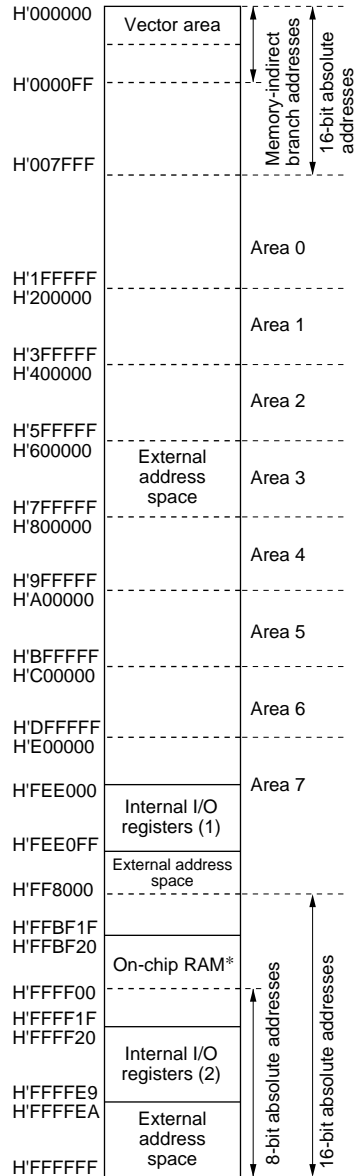 H'000000
Vector area
H'0000FF
Memory-indirect
branch addresses
16-bit absolute
addresses
H'007FFF
Area 0
H'1FFFFF
H'200000
Area 1
H'3FFFFF
H'400000
Area 2
H'5FFFFF
H'600000
External
address
space
Area 3
H'7FFFFF
H'800000
Area 4
H'9FFFFF
H'A00000
Area 5
H'BFFFFF
H'C00000
Area 6
H'DFFFFF
H'E00000
Area 7
H'FEE000
Internal I/O
registers (1)
H'FEE0FF
External address
space
H'FF8000
H'FFBF1F
H'FFBF20
On-chip RAM*
H'FFFF00
H'FFFF1F
H'FFFF20
Internal I/O
registers (2)
H'FFFFE9
H'FFFFEA
External
address
space
H'FFFFFF
8-bit absolute addresses
16-bit absolute addresses